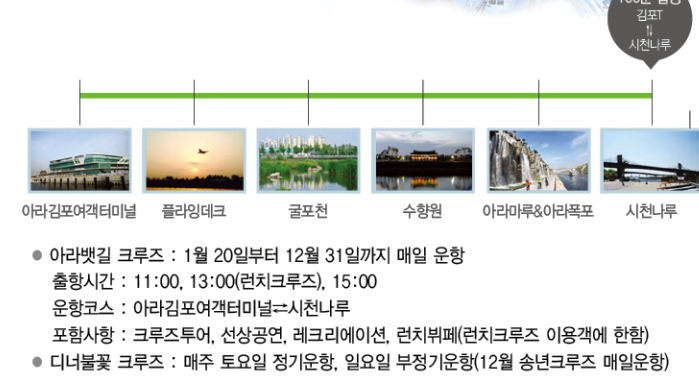 김포T
시천나루
아라김포여객터미널
플라잉데크
굴포천
수향원
아라마루&아라폭포
시천나루
● 아라뱃길 크루즈 : 1월 20일부터 12월 31일까지 매일 운항
출항시간 : 11:00, 13:00(런치크루즈), 15:00
운항코스 : 아라김포여객터미널⇄시천나루
포함사항 : 크루즈투어, 선상공연, 레크리에이션, 런치뷔페(런치크루즈 이용객에 한함)
● 디너불꽃 크루즈 : 매주 토요일 정기운항, 일요일 부정기운항(12월 송년크루즈 매일운항)